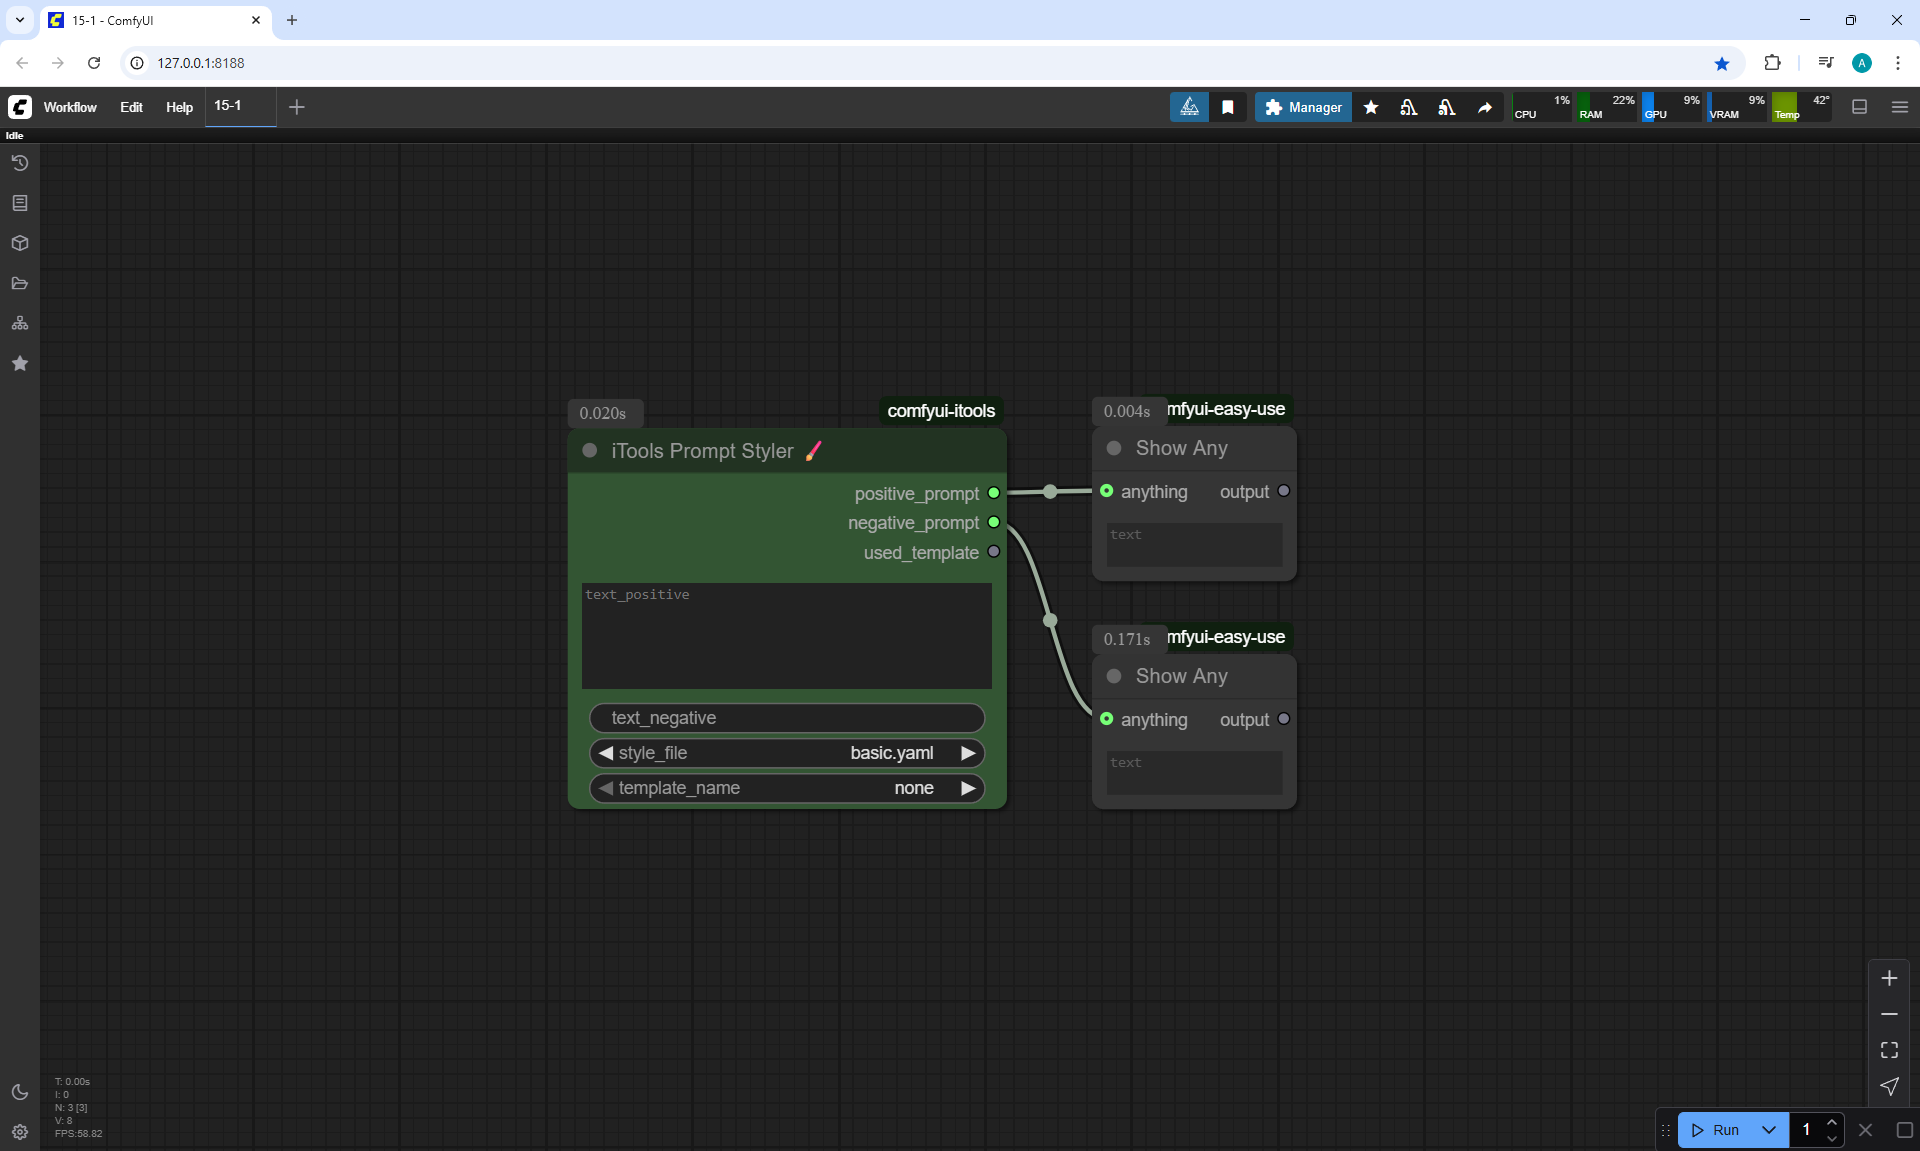 15-1 - ComfyUI
127.0.0.1:8188
A
Workflow
Edit
Help
15-1
Manager
1%
CPU
22%
RAM
9%
GPU
9%
VRAM
42°
Temp
Idle
0.020s
comfyui-itools
iTools Prompt Styler
positive_prompt
negative_prompt
used_template
text_positive
text_negative
style_file
basic.yaml
template_name
none
0.004s
mfyui-easy-use
Show Any
anything
output
text
0.171s
mfyui-easy-use
Show Any
anything
output
text
T: 0.00s
I: 0
N: 3 [3]
V: 8
FPS:58.82
Run
1